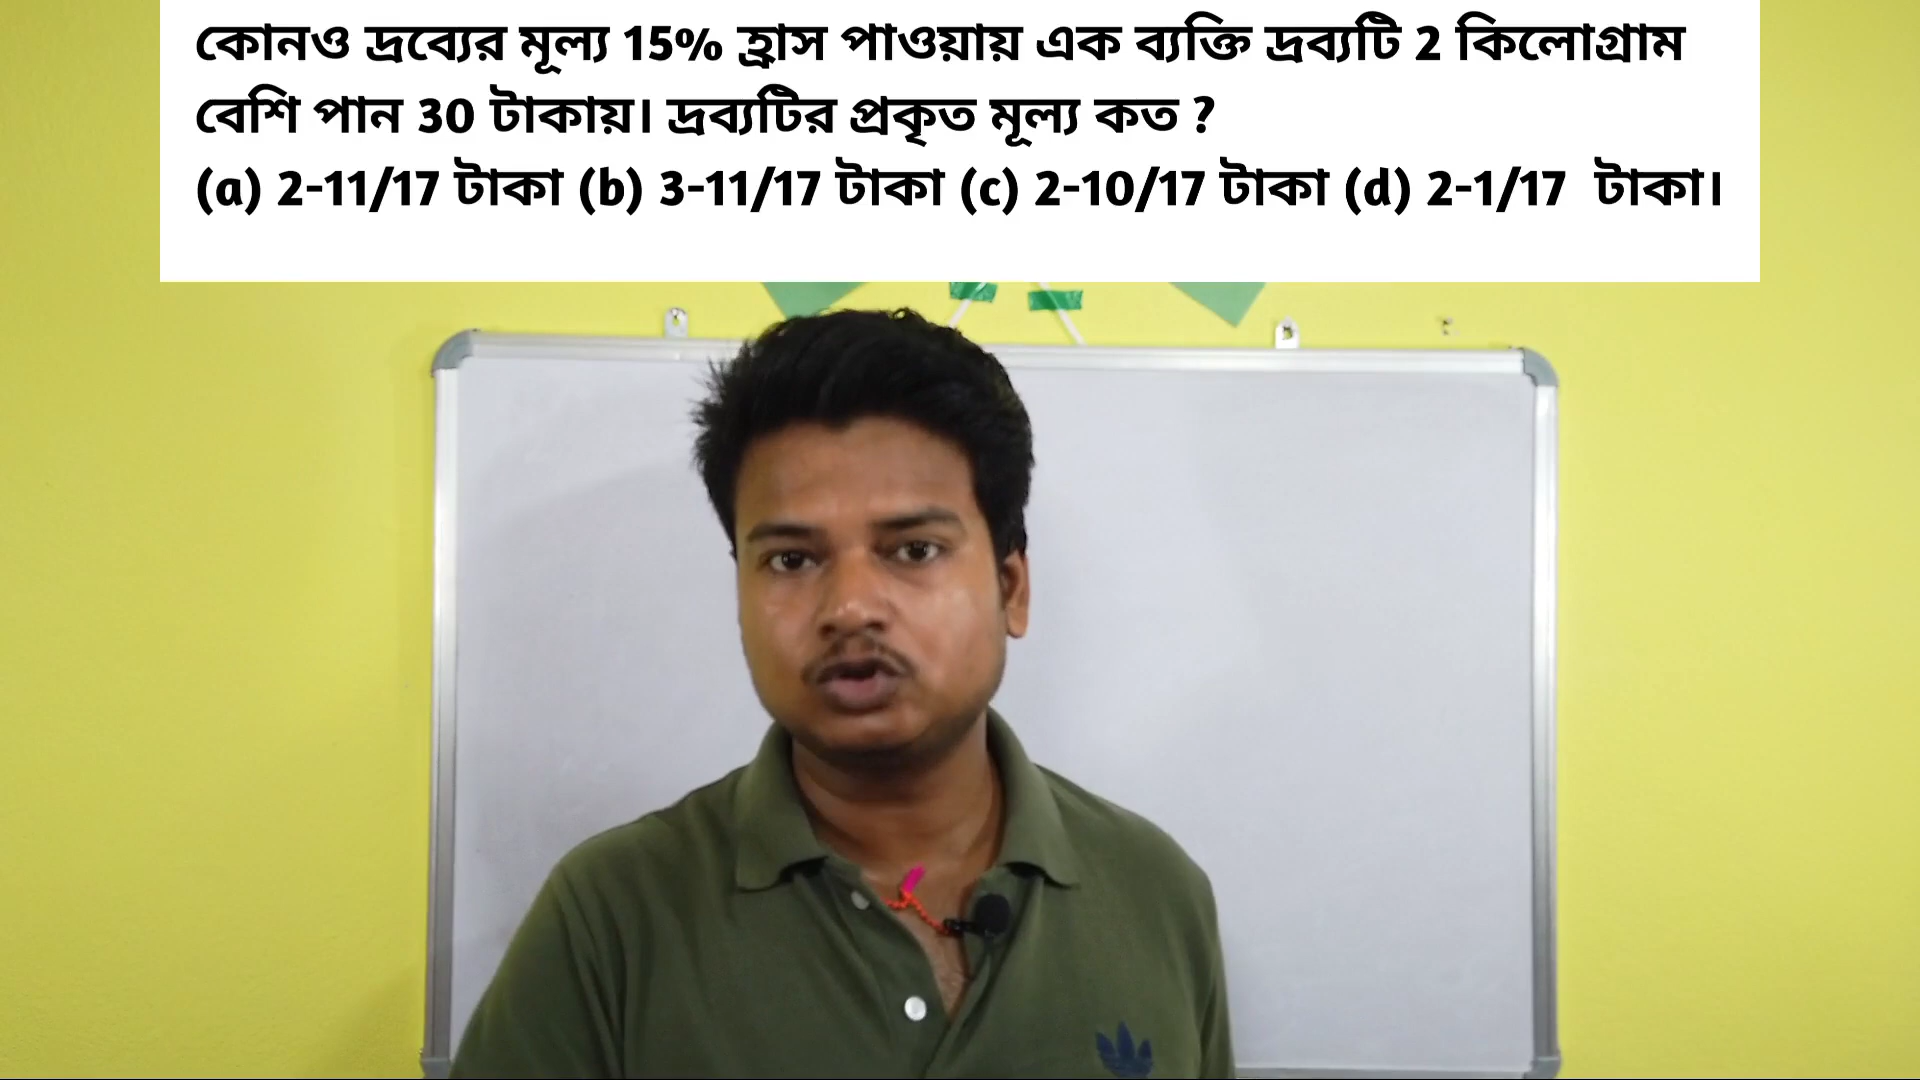 কোনও দ্রব্যের মূল্য 15% হ্রাস পাওয়ায় এক ব্যক্তি দ্রব্যটি 2 কিলোগ্রাম
বেশি পান 30 টাকায়। দ্রব্যটির প্রকৃত মূল্য কত ?
(a) 2-11/17 টাকা (b) 3-11/17 টাকা (c) 2-10/17 টাকা (d) 2-1/17 টাকা।